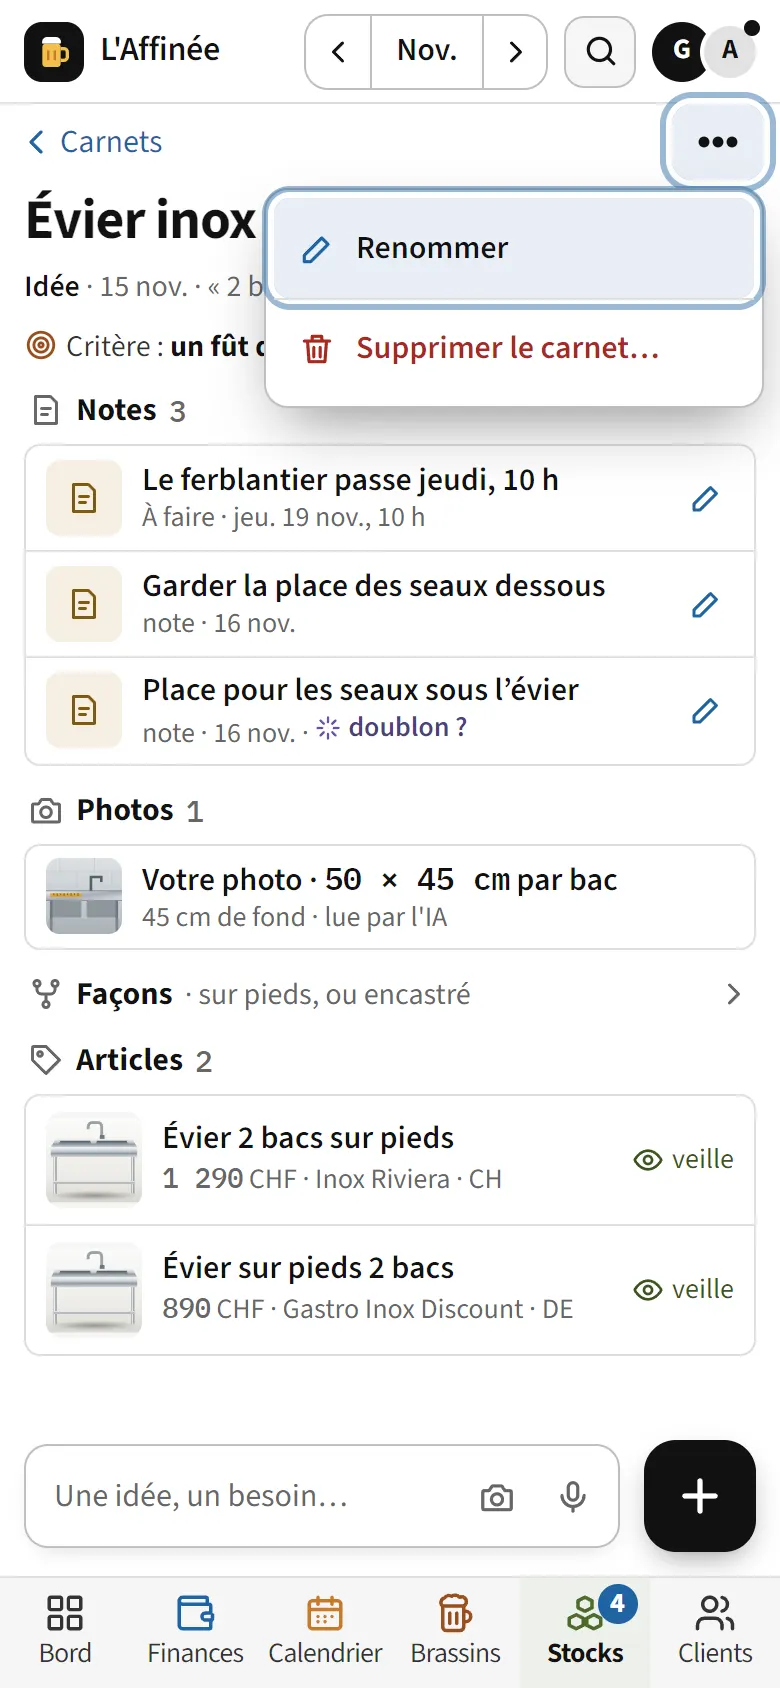 L'Affinée
Nov.
G
A
Carnets
Évier inox
Renommer
Idée · 15 nov. · « 2 b
Critère : un fût
Supprimer le carnet…
Notes 3
Le ferblantier passe jeudi, 10 h
À faire · jeu. 19 nov., 10 h
Garder la place des seaux dessous
note · 16 nov.
Place pour les seaux sous l’évier
note · 16 nov. · doublon ?
Photos 1
Votre photo · 50 × 45 cm par bac
45 cm de fond · lue par l'IA
Façons · sur pieds, ou encastré
Articles 2
Évier 2 bacs sur pieds
1 290 CHF · Inox Riviera · CH
veille
Évier sur pieds 2 bacs
890 CHF · Gastro Inox Discount · DE
veille
Une idée, un besoin…
4
Bord
Finances
Calendrier
Brassins
Stocks
Clients